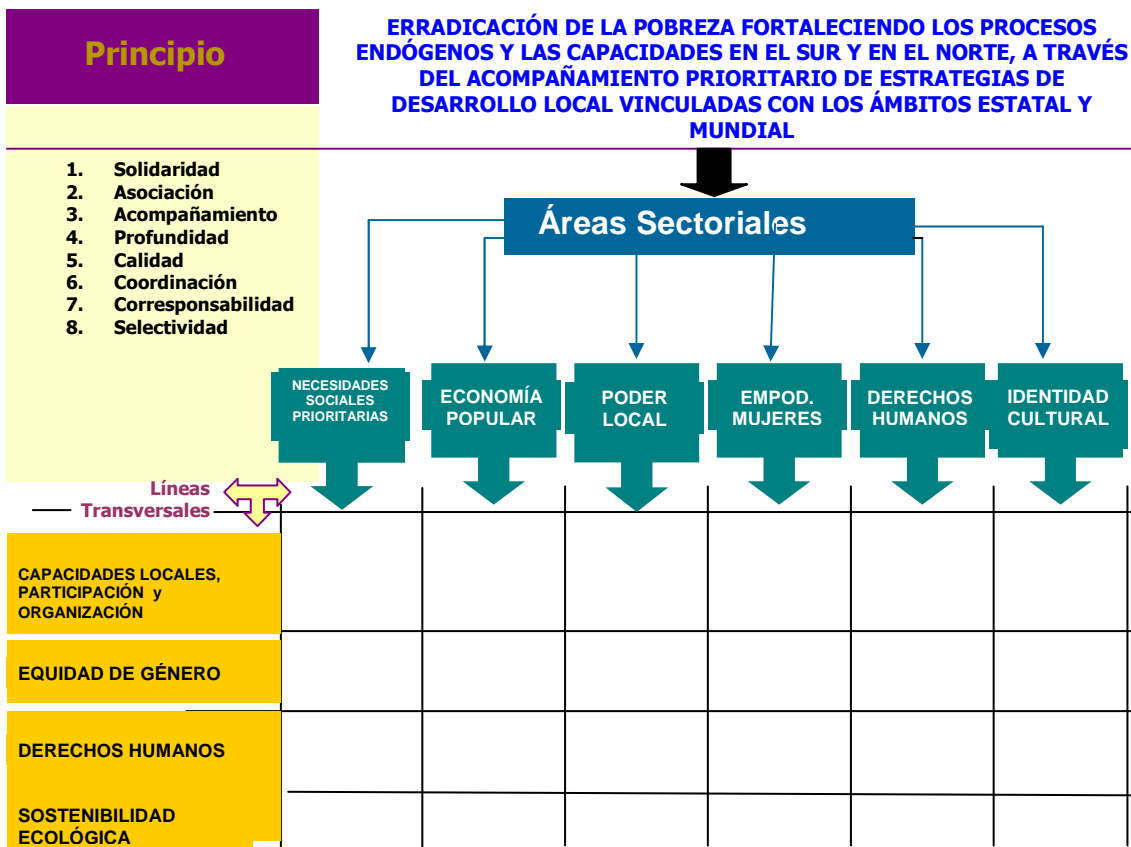 Principio
ERRADICACIÓN DE LA POBREZA FORTALECIENDO LOS PROCESOS
ENDÓGENOS Y LAS CAPACIDADES EN EL SUR Y EN EL NORTE, A TRAVÉS
DEL ACOMPAÑAMIENTO PRIORITARIO DE ESTRATEGIAS DE
DESARROLLO LOCAL VINCULADAS CON LOS ÁMBITOS ESTATAL Y
MUNDIAL
1. Solidaridad
2. Asociación
3. Acompañamiento
4. Profundidad
5. Calidad
6. Coordinación
7. Corresponsabilidad
8. Selectividad
Áreas Sectoriales
NECESIDADES
SOCIALES
PRIORITARIAS
ECONOMÍA
POPULAR
PODER
LOCAL
EMPOD.
MUJERES
DERECHOS
HUMANOS
IDENTIDAD
CULTURAL
Líneas
Transversales
CAPACIDADES LOCALES,
PARTICIPACIÓN y
ORGANIZACIÓN
EQUIDAD DE GÉNERO
DERECHOS HUMANOS
SOSTENIBILIDAD
ECOLÓGICA